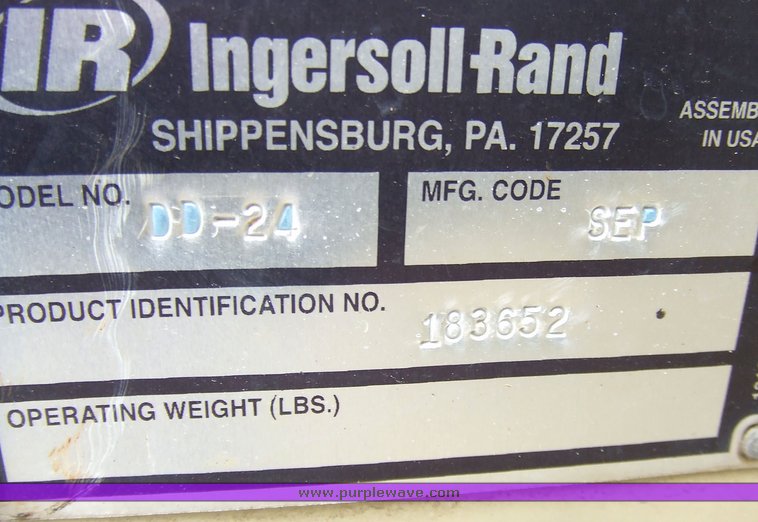 IR Ingersoll-Rand
SHIPPENSBURG, PA. 17257
ASSEMB
IN USA
ODEL NO. DD-24
MFG. CODE SEP
PRODUCT IDENTIFICATION NO. 183652
OPERATING WEIGHT (LBS.)
www.purplewave.com